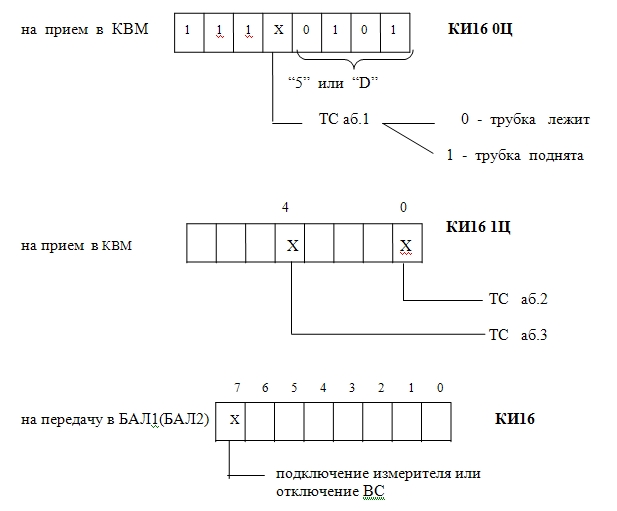 на прием в КВМ 1 1 1 X 0 1 0 1 КИ16 0Ц
“5” или “D”
ТС аб.1 0 - трубка лежит
1 - трубка поднята
4 0
КИ16 1Ц
на прием в КВМ X X
ТС аб.2
ТС аб.3
7 6 5 4 3 2 1 0
на передачу в БАЛ1(БАЛ2) X КИ16
подключение измерителя или
отключение ВС